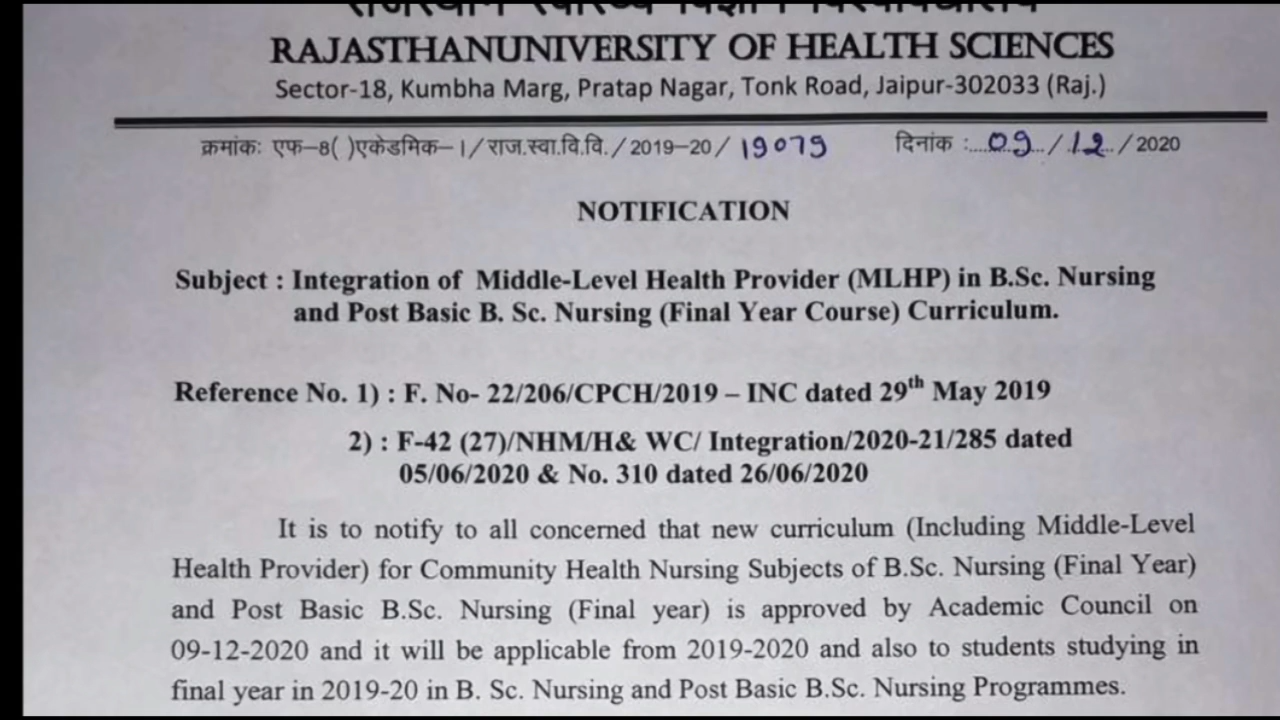 राजस्थान स्वास्थ्य विज्ञान विश्वविद्यालय
RAJASTHANUNIVERSITY OF HEALTH SCIENCES
Sector-18, Kumbha Marg, Pratap Nagar, Tonk Road, Jaipur-302033 (Raj.)
क्रमांकः एफ–8( )एकेडमिक–।/राज.स्वा.वि.वि./2019–20/ 19079 दिनांक :....09.../.12../2020
NOTIFICATION
Subject : Integration of Middle-Level Health Provider (MLHP) in B.Sc. Nursing
and Post Basic B. Sc. Nursing (Final Year Course) Curriculum.
Reference No. 1) : F. No- 22/206/CPCH/2019 – INC dated 29th May 2019
2) : F-42 (27)/NHM/H& WC/ Integration/2020-21/285 dated
05/06/2020 & No. 310 dated 26/06/2020
It is to notify to all concerned that new curriculum (Including Middle-Level
Health Provider) for Community Health Nursing Subjects of B.Sc. Nursing (Final Year)
and Post Basic B.Sc. Nursing (Final year) is approved by Academic Council on
09-12-2020 and it will be applicable from 2019-2020 and also to students studying in
final year in 2019-20 in B. Sc. Nursing and Post Basic B.Sc. Nursing Programmes.